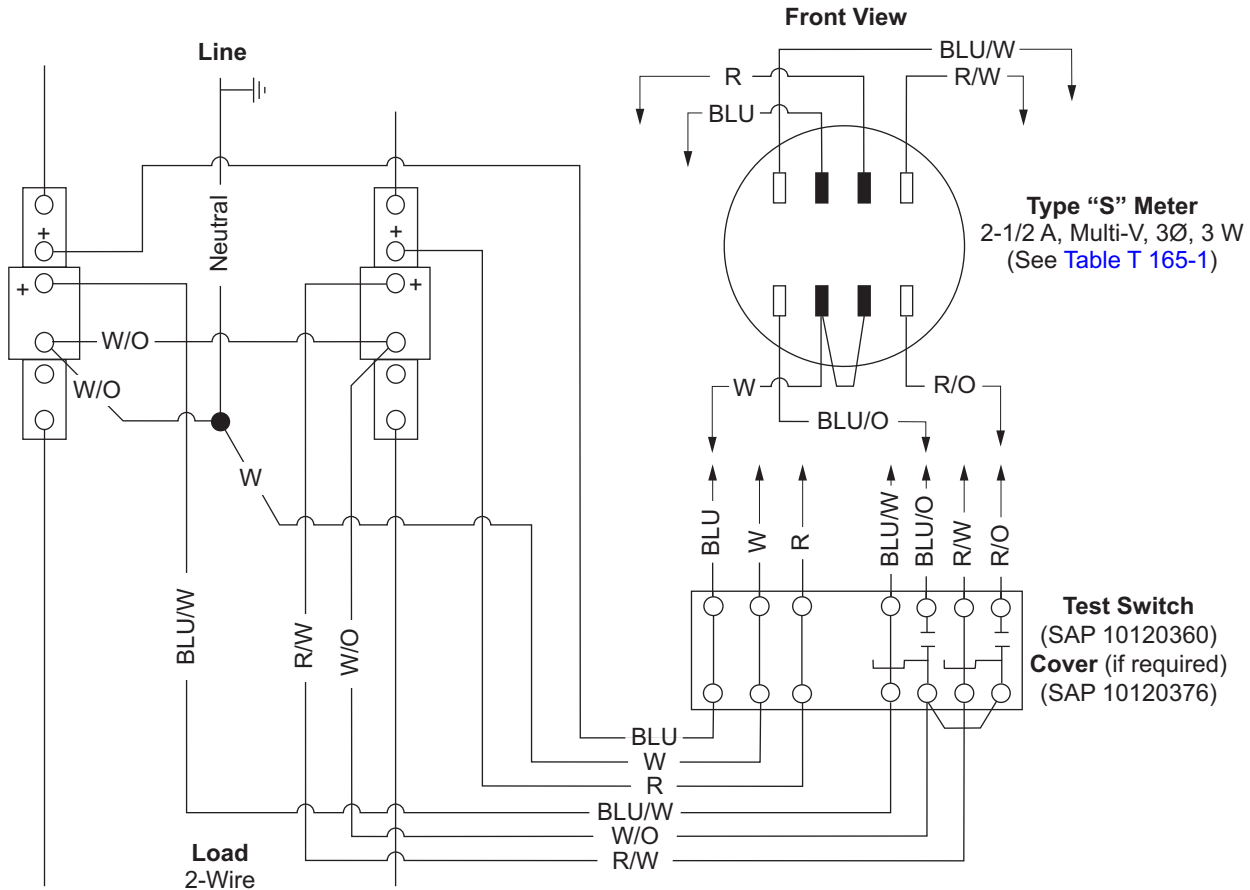 Front View
Line
BLU/W
R
R/W
BLU
+
+
Neutral
Type “S” Meter
2-1/2 A, Multi-V, 3Ø, 3 W
(See Table T 165-1)
+
+
W/O
W/O
W
R/O
BLU/O
W
BLU
W
R
BLU/W
BLU/O
R/W
R/O
BLU/W
R/W
W/O
Test Switch
(SAP 10120360)
Cover (if required)
(SAP 10120376)
BLU
W
R
BLU/W
W/O
R/W
Load
2-Wire